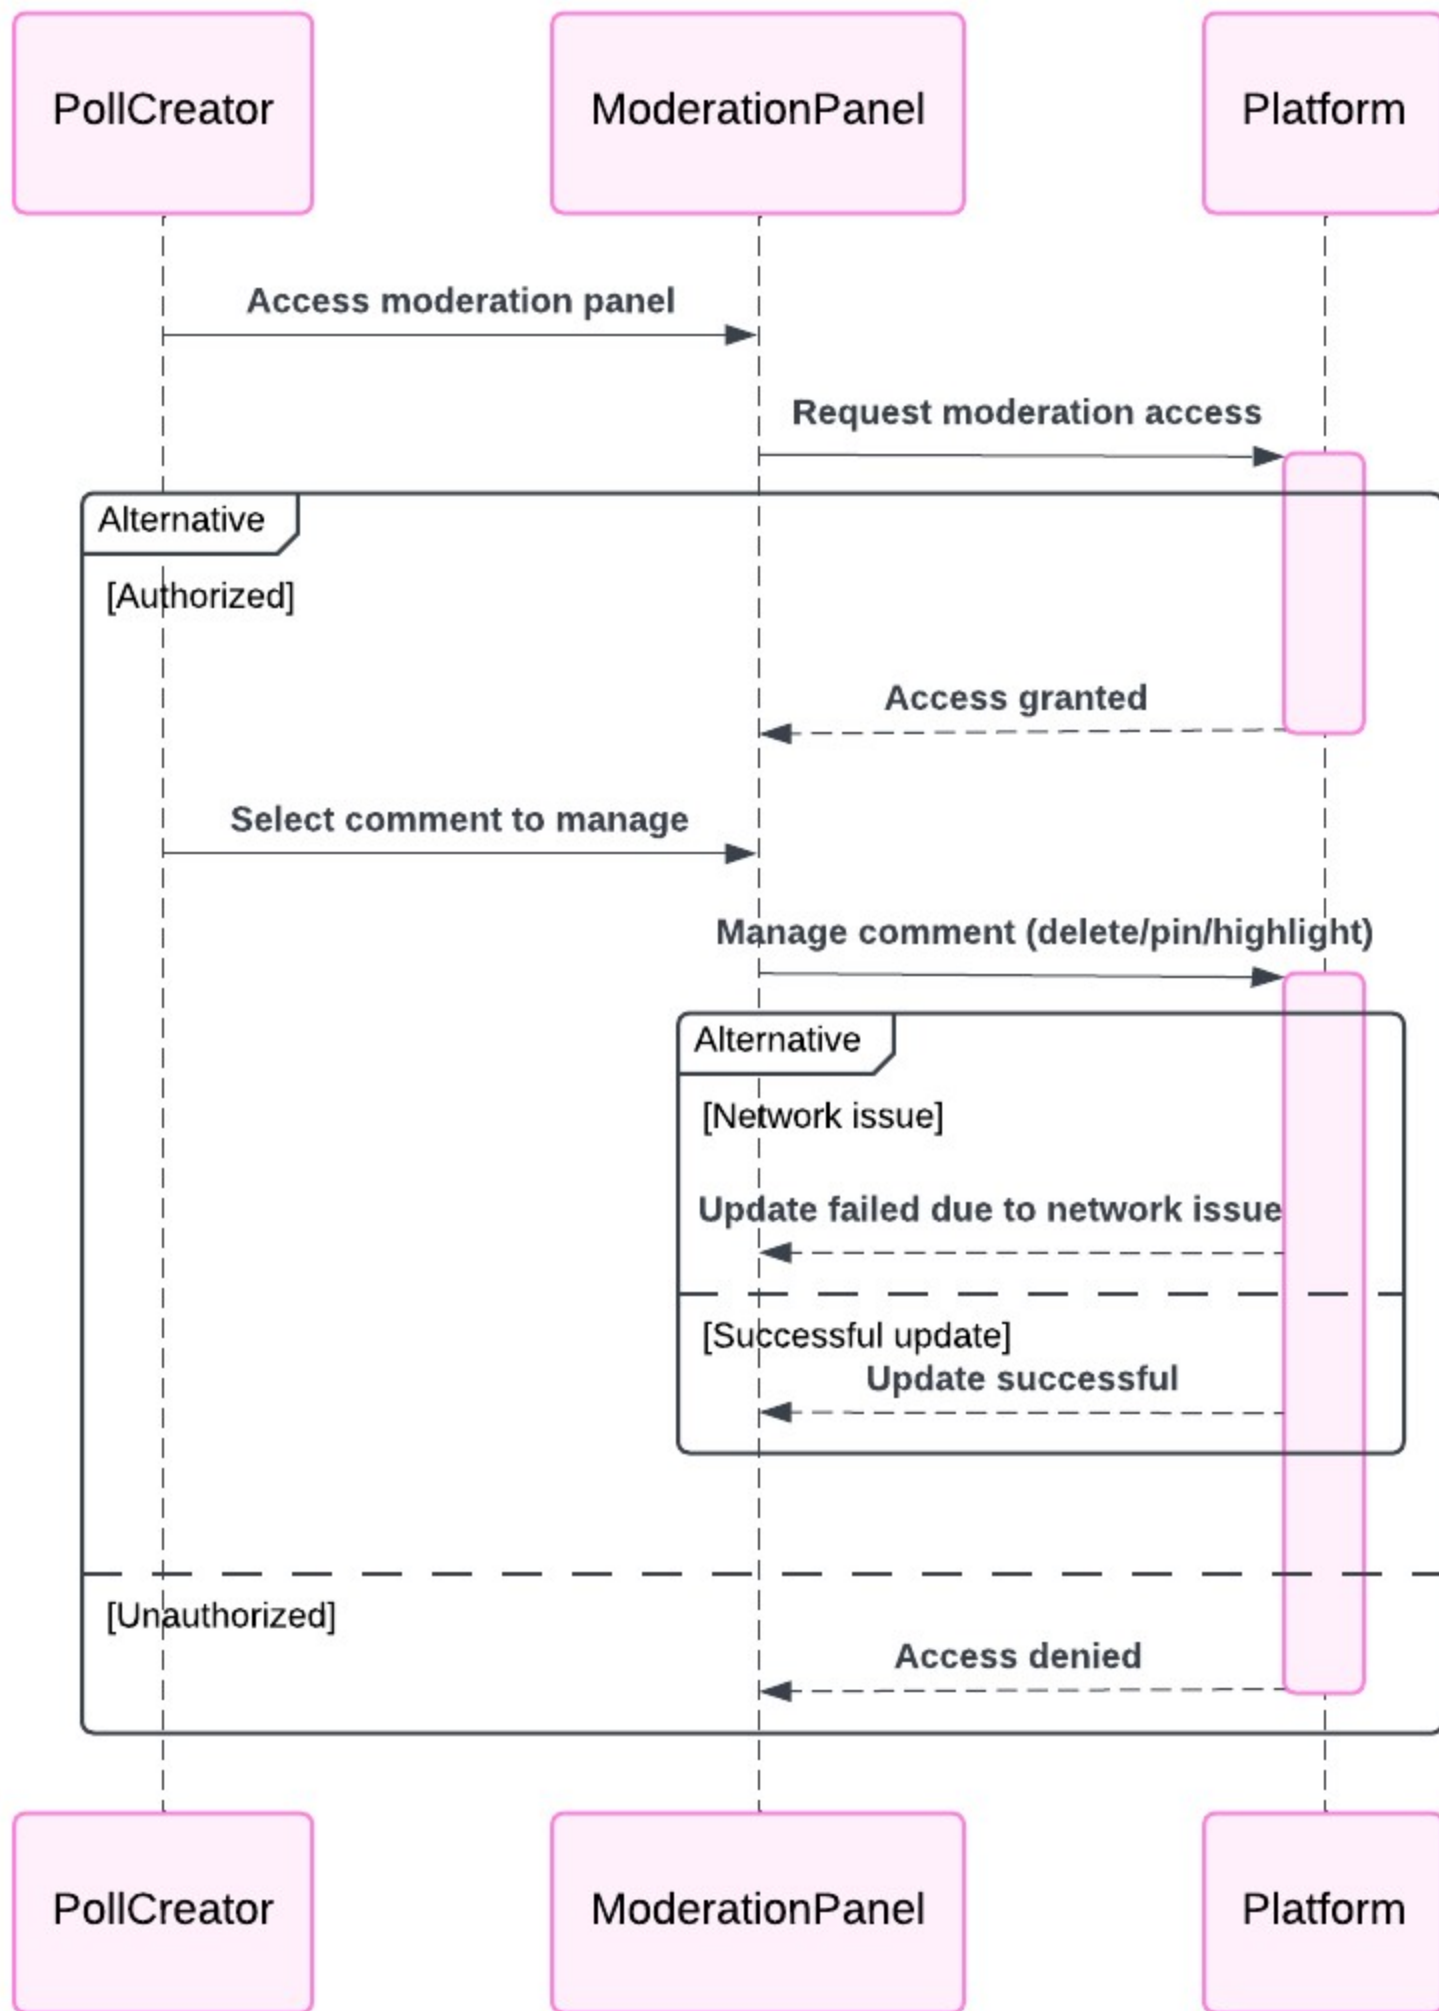 PollCreator
ModerationPanel
Platform
Access moderation panel
Request moderation access
Alternative
[Authorized]
Access granted
Select comment to manage
Manage comment (delete/pin/highlight)
Alternative
[Network issue]
Update failed due to network issue
[Successful update]
Update successful
[Unauthorized]
Access denied
PollCreator
ModerationPanel
Platform